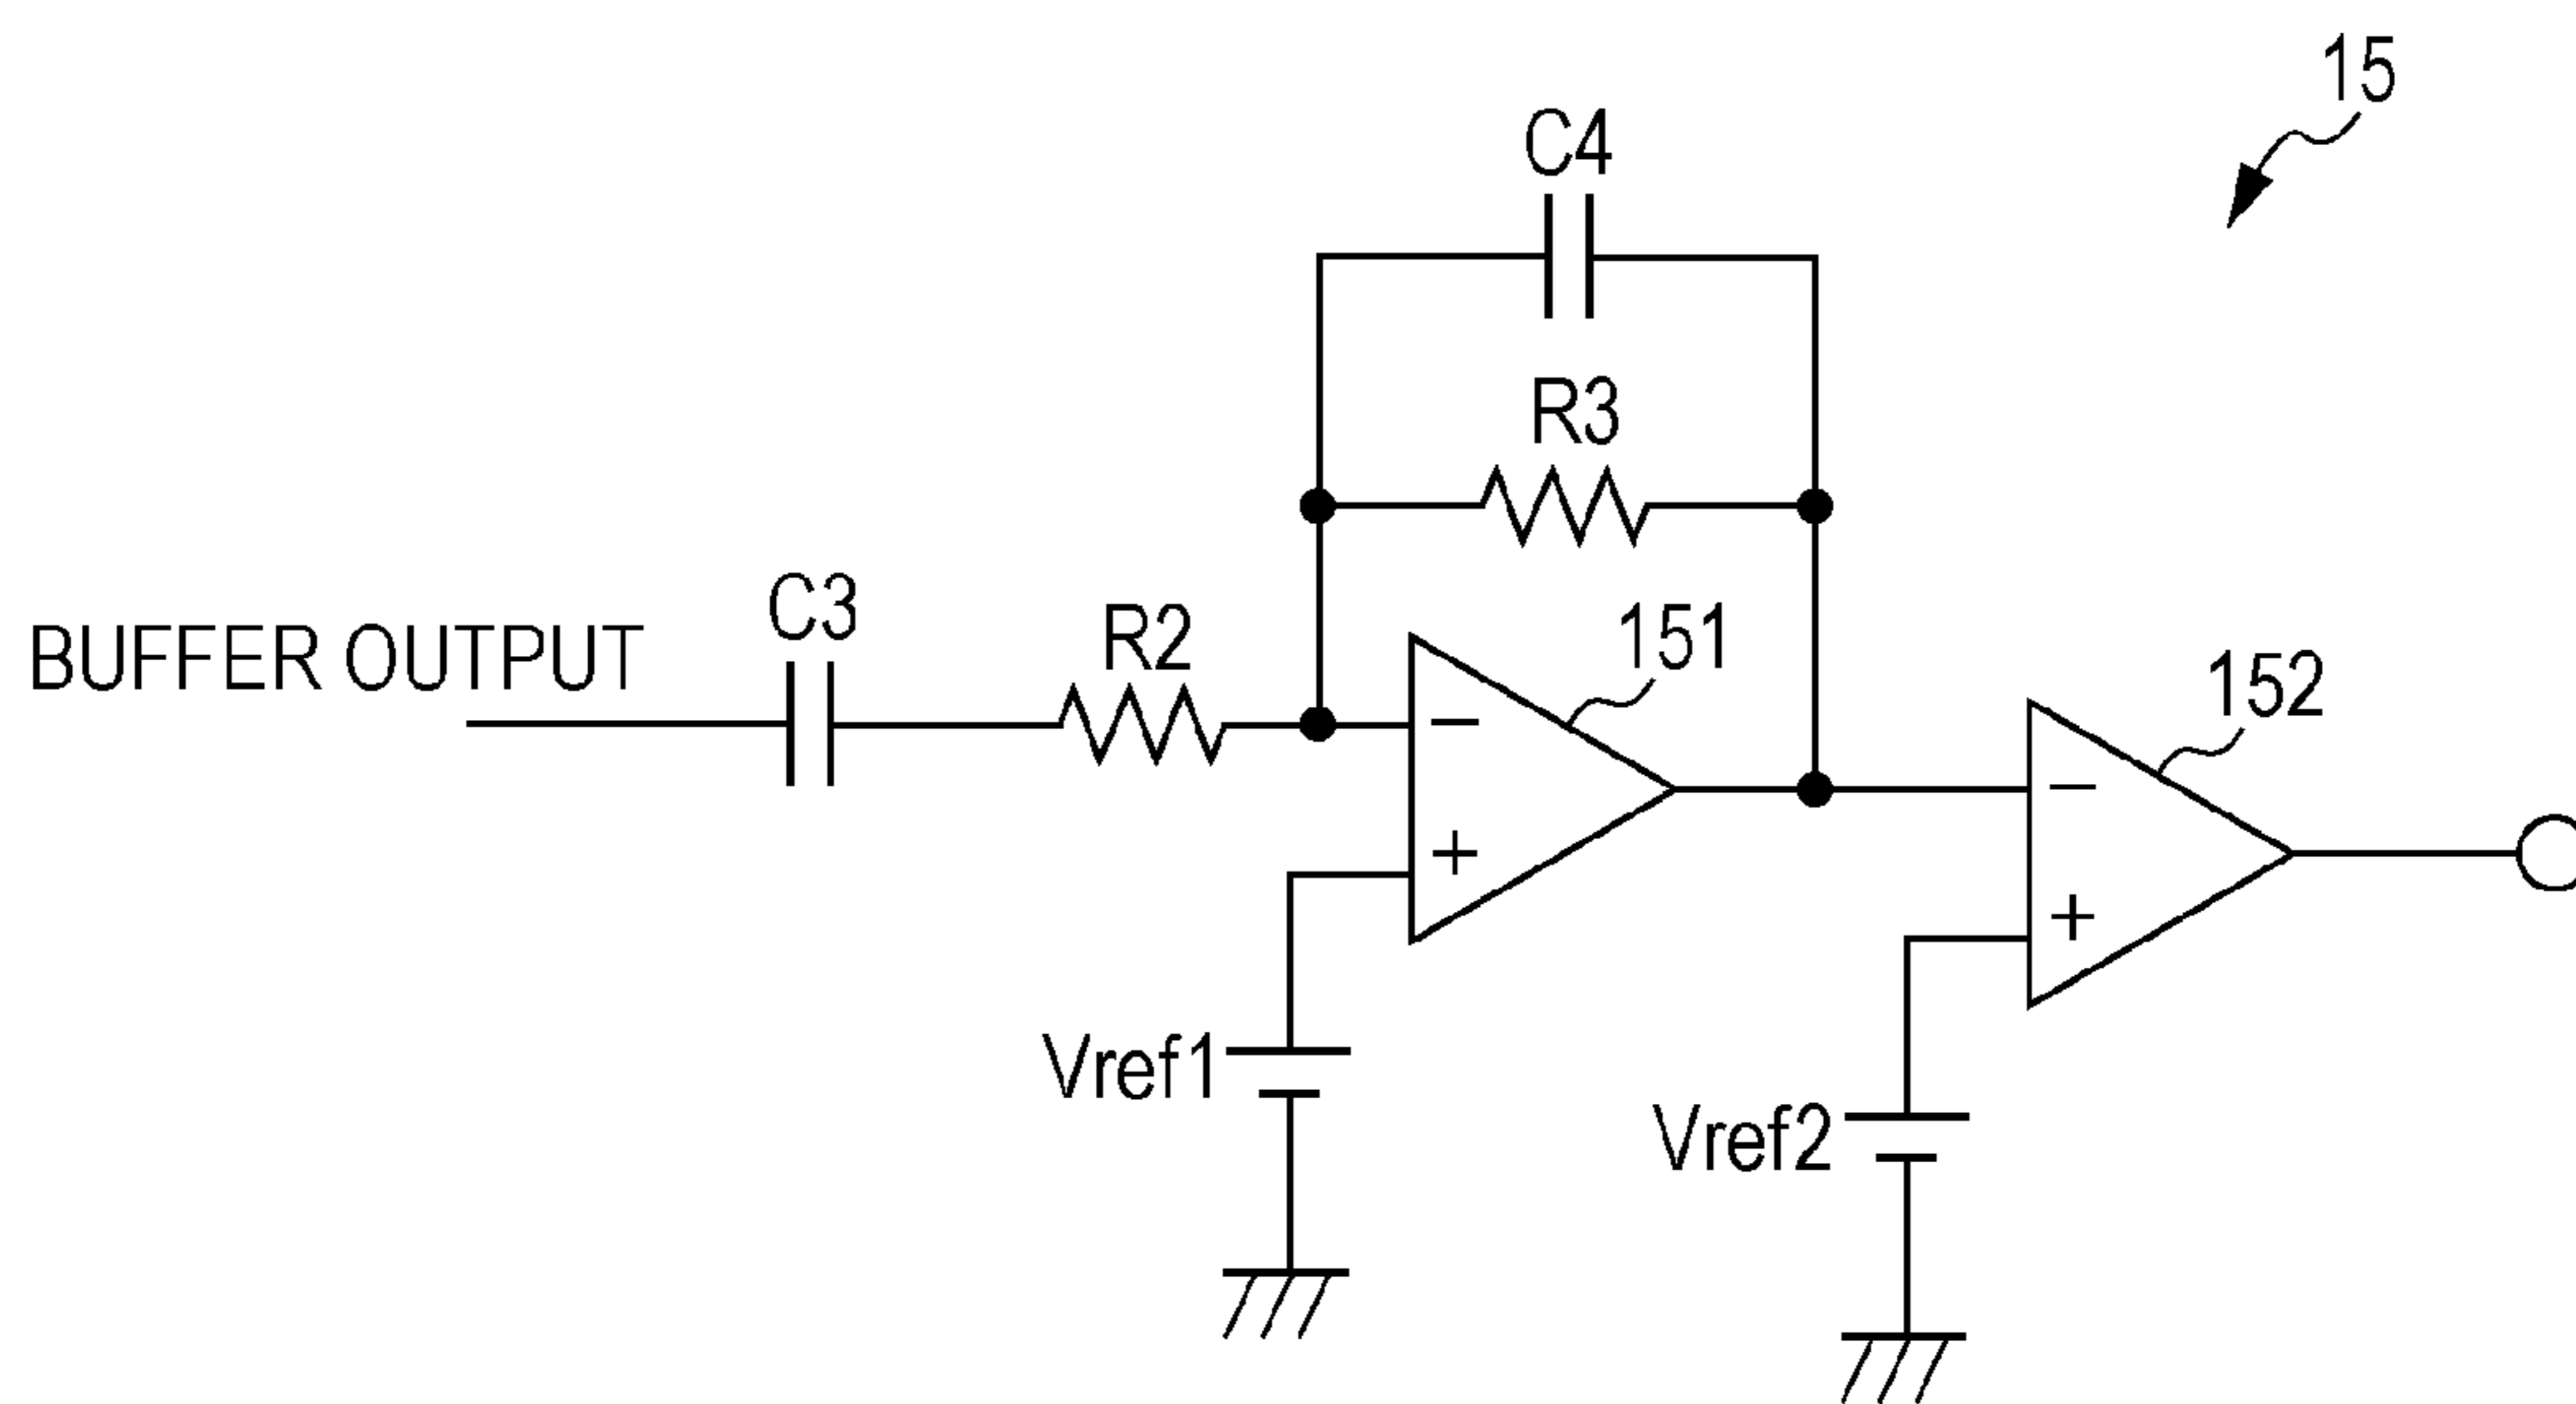 15
C4
R3
C3
BUFFER OUTPUT
R2
151
152
−
+
−
+
Vref1
Vref2